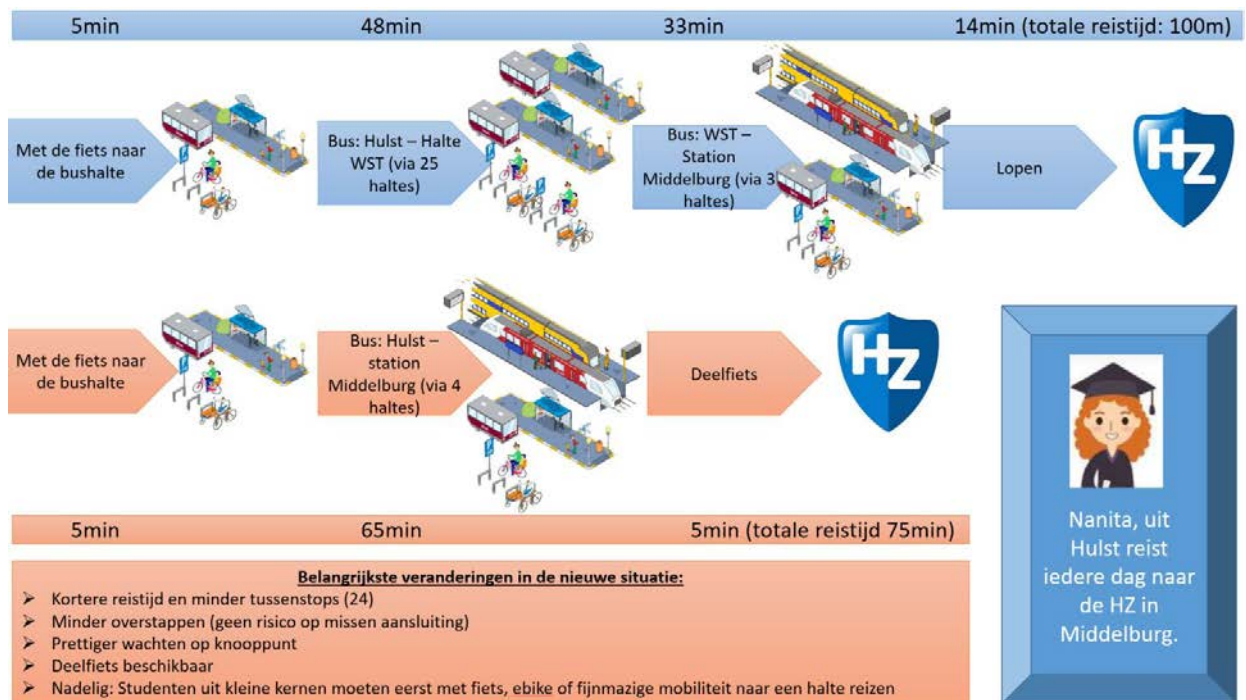 5min 48min 33min 14min (totale reistijd: 100m)
Met de fiets naar
de bushalte
Bus: Hulst – Halte
WST (via 25
haltes)
Bus: WST –
Station
Middelburg (via 3
haltes)
Lopen
HZ
Met de fiets naar
de bushalte
Bus: Hulst –
station
Middelburg (via 4
haltes)
Deelfiets
HZ
5min 65min 5min (totale reistijd 75min)
Nanita, uit
Hulst reist
iedere dag naar
de HZ in
Middelburg.
Belangrijkste veranderingen in de nieuwe situatie:
➤ Kortere reistijd en minder tussenstops (24)
➤ Minder overstappen (geen risico op missen aansluiting)
➤ Prettiger wachten op knooppunt
➤ Deelfiets beschikbaar
➤ Nadelig: Studenten uit kleine kernen moeten eerst met fiets, ebike of fijnmazige mobiliteit naar een halte reizen